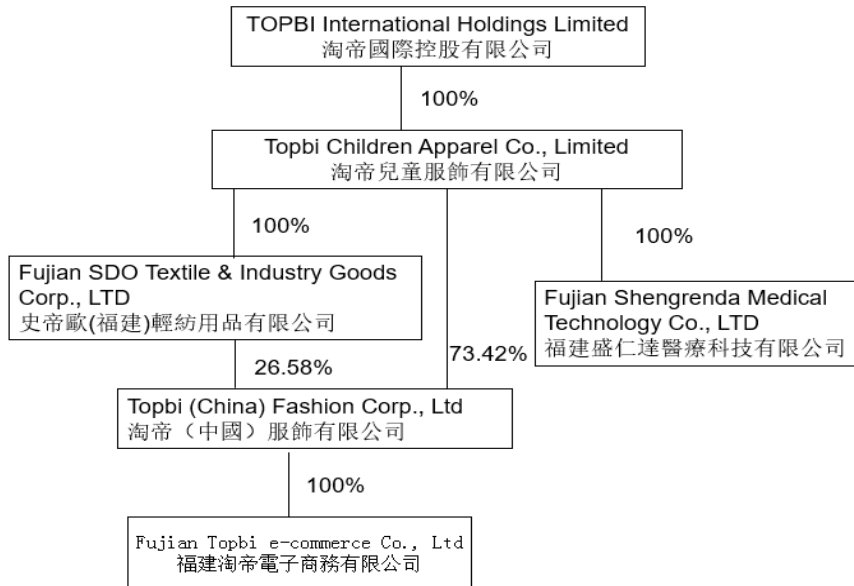 TOPBI International Holdings Limited
淘帝國際控股有限公司
100%
Topbi Children Apparel Co., Limited
淘帝兒童服飾有限公司
100%
100%
Fujian SDO Textile & Industry Goods
Corp., LTD
史帝歐(福建)輕紡用品有限公司
Fujian Shengrenda Medical
Technology Co., LTD
福建盛仁達醫療科技有限公司
26.58%
73.42%
Topbi (China) Fashion Corp., Ltd
淘帝（中國）服飾有限公司
100%
Fujian Topbi e-commerce Co., Ltd
福建淘帝電子商務有限公司